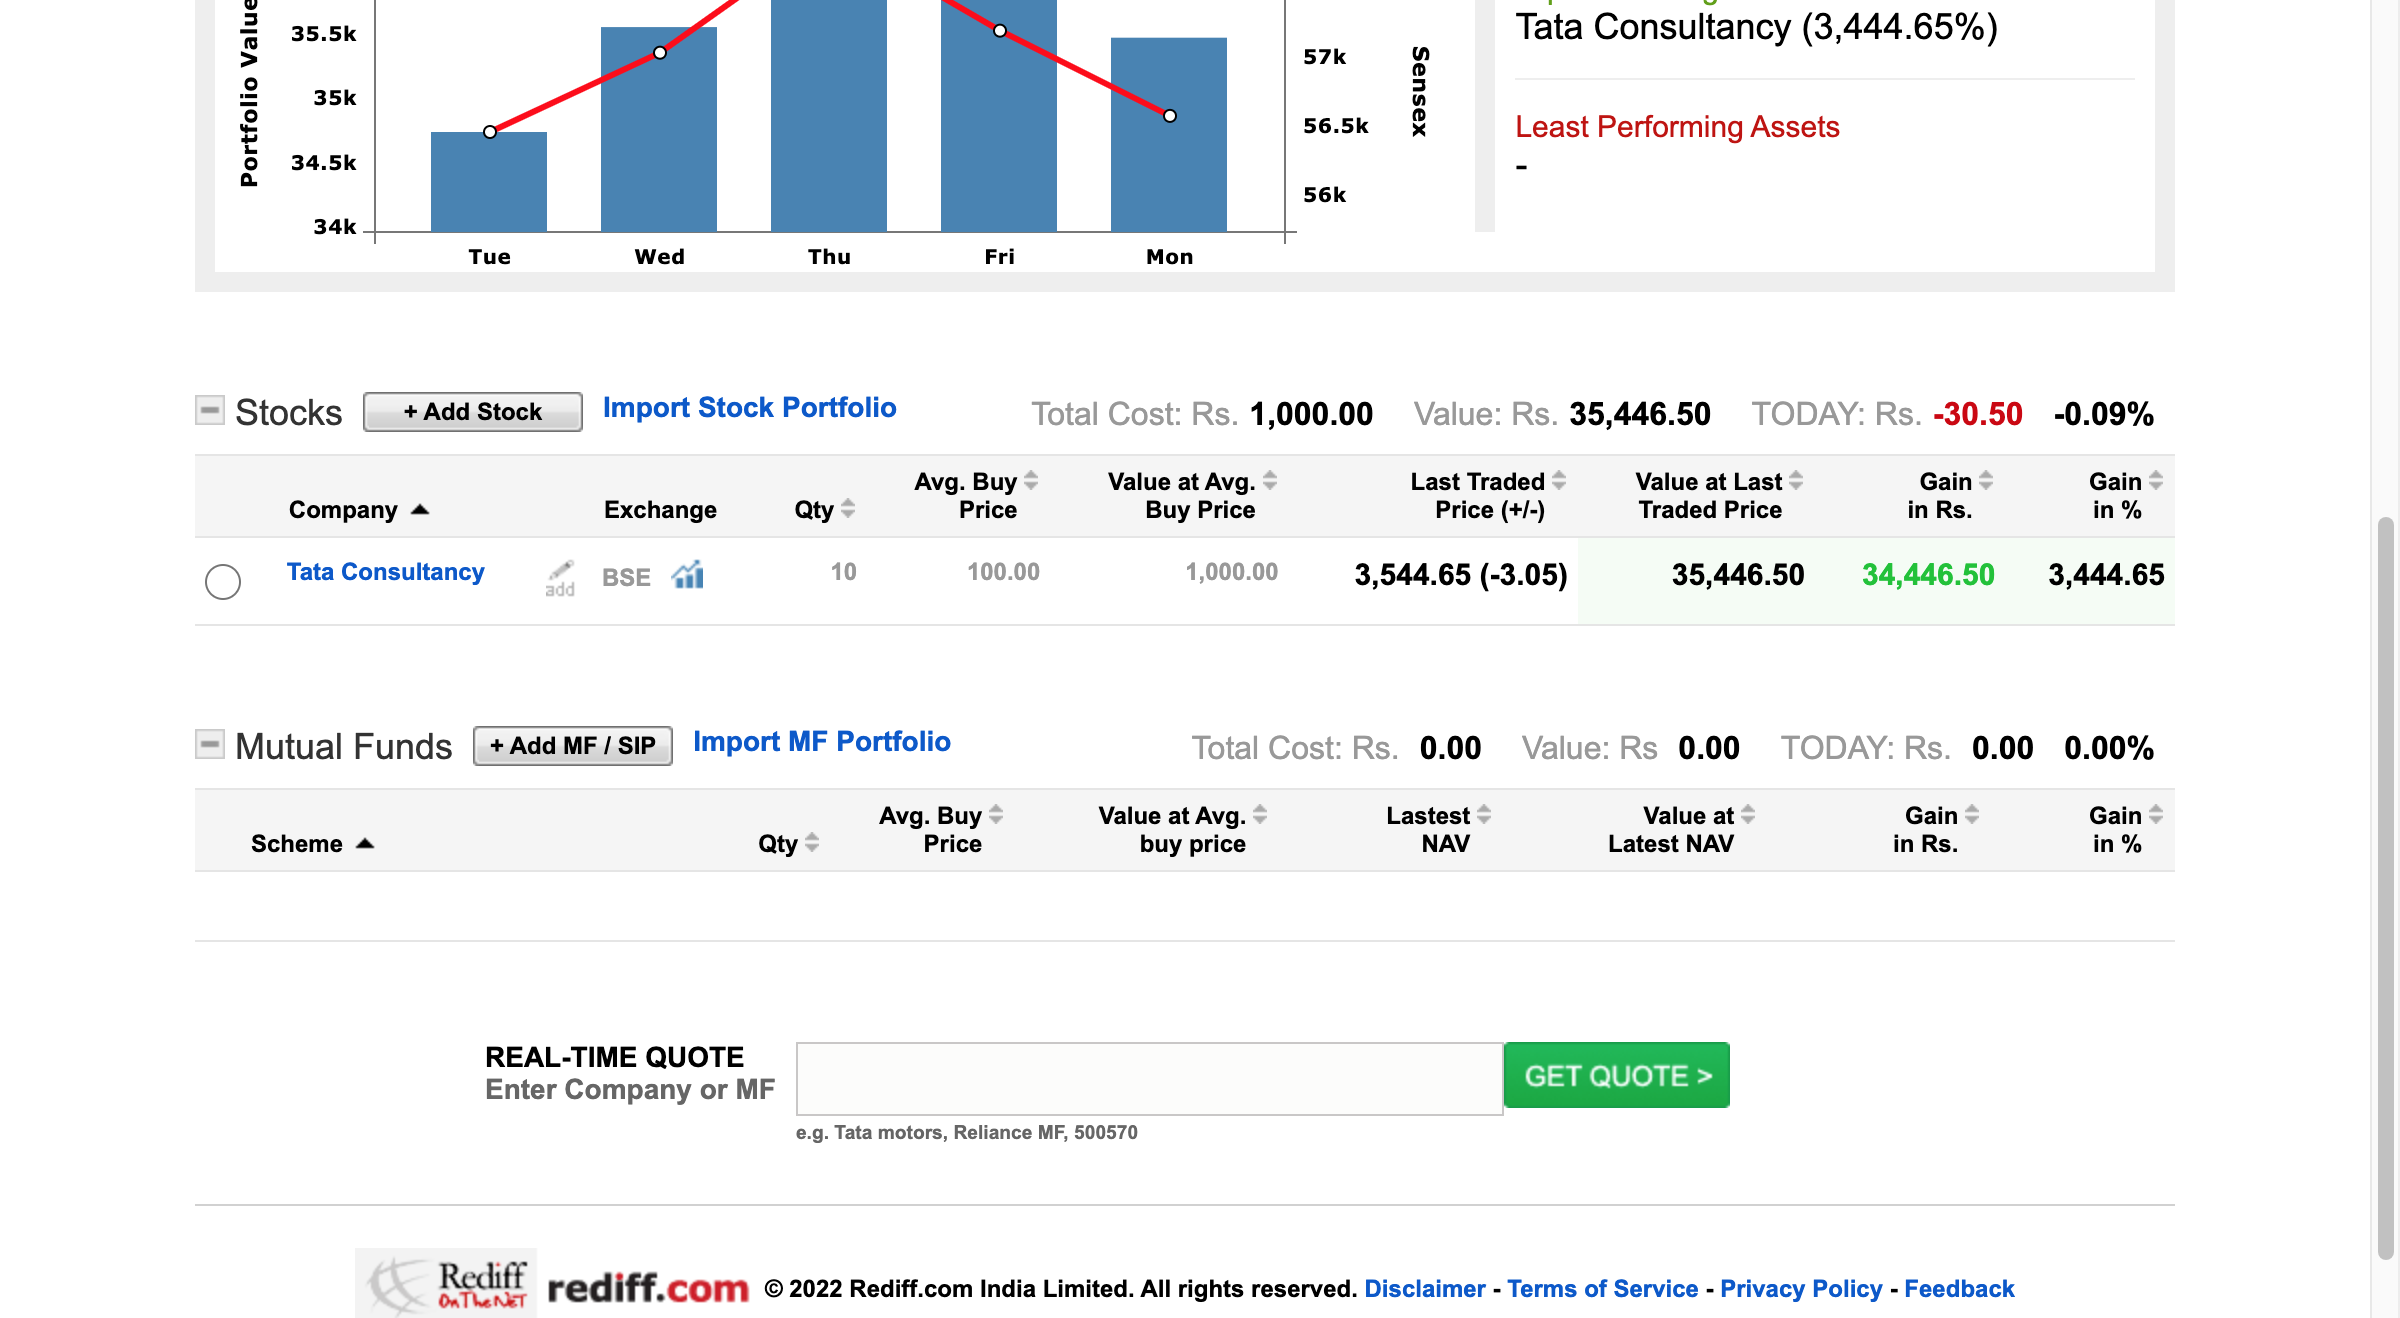 Tata Consultancy (3,444.65%)
Least Performing Assets
-
Portfolio Value
35.5k
35k
34.5k
34k
57k
56.5k
56k
Sensex
Tue Wed Thu Fri Mon
Stocks + Add Stock Import Stock Portfolio Total Cost: Rs. 1,000.00 Value: Rs. 35,446.50 TODAY: Rs. -30.50 -0.09%
Company Exchange Qty Avg. Buy Price Value at Avg. Buy Price Last Traded Price (+/-) Value at Last Traded Price Gain in Rs. Gain in %
Tata Consultancy add BSE 10 100.00 1,000.00 3,544.65 (-3.05) 35,446.50 34,446.50 3,444.65
Mutual Funds + Add MF / SIP Import MF Portfolio Total Cost: Rs. 0.00 Value: Rs 0.00 TODAY: Rs. 0.00 0.00%
Scheme Qty Avg. Buy Price Value at Avg. buy price Lastest NAV Value at Latest NAV Gain in Rs. Gain in %
REAL-TIME QUOTE
Enter Company or MF
GET QUOTE >
e.g. Tata motors, Reliance MF, 500570
Rediff
On The NeT
rediff.com © 2022 Rediff.com India Limited. All rights reserved. Disclaimer - Terms of Service - Privacy Policy - Feedback